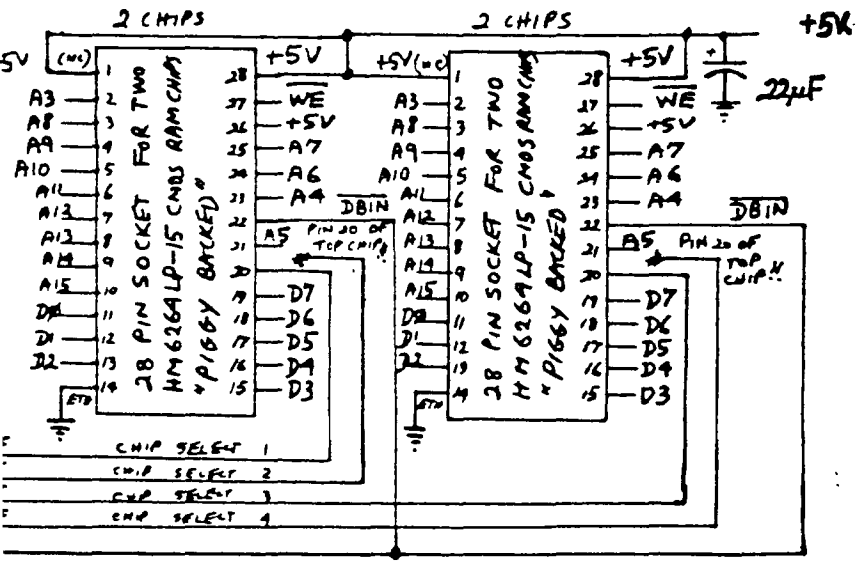 2 CHIPS
2 CHIPS
+5V
5V
(NC)
+5V
+5V(NC)
+5V
+
22µF
1
28
A3 2
27 WE
A8 3
26 +5V
A9 4
25 A7
A10 5
24 A6
A11 6
23 A4
A13 7
22 DBIN
A13 8
21 A5
A14 9
20
A15 10
19 D7
DØ 11
18 D6
D1 12
17 D5
D2 13
16 D4
14
15 D3
28 PIN SOCKET FOR TWO
HM6264LP-15 CMOS RAM CHIPS
"PIGGY BACKED"
PIN 20 OF
TOP CHIP!!
1
28
A3 2
27 WE
A8 3
26 +5V
A9 4
25 A7
A10 5
24 A6
A11 6
23 A4
A12 7
22 DBIN
A13 8
21 A5
A14 9
20
A15 10
19 D7
DØ 11
18 D6
D1 12
17 D5
D2 13
16 D4
14
15 D3
28 PIN SOCKET FOR TWO
HM6264LP-15 CMOS RAM CHIPS
"PIGGY BACKED"
PIN 20 OF
TOP
CHIP!!
CHIP SELECT 1
CHIP SELECT 2
CHIP SELECT 3
CHIP SELECT 4